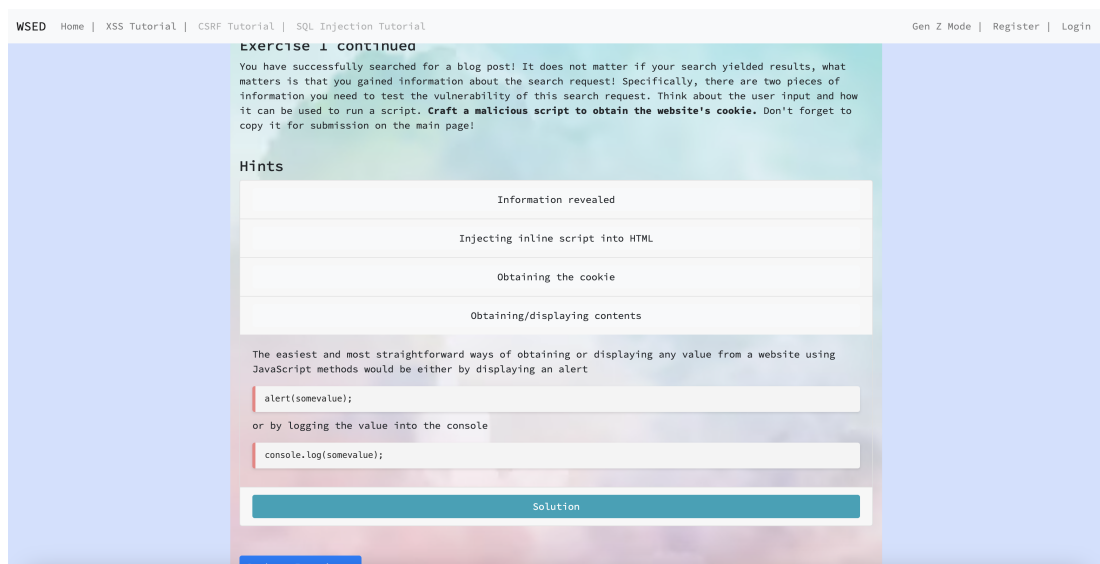 WSED Home | XSS Tutorial | CSRF Tutorial | SQL Injection Tutorial Gen Z Mode | Register | Login
Exercise 1 continued
You have successfully searched for a blog post! It does not matter if your search yielded results, what
matters is that you gained information about the search request! Specifically, there are two pieces of
information you need to test the vulnerability of this search request. Think about the user input and how
it can be used to run a script. Craft a malicious script to obtain the website's cookie. Don't forget to
copy it for submission on the main page!
Hints
Information revealed
Injecting inline script into HTML
Obtaining the cookie
Obtaining/displaying contents
The easiest and most straightforward ways of obtaining or displaying any value from a website using
JavaScript methods would be either by displaying an alert
alert(somevalue);
or by logging the value into the console
console.log(somevalue);
Solution